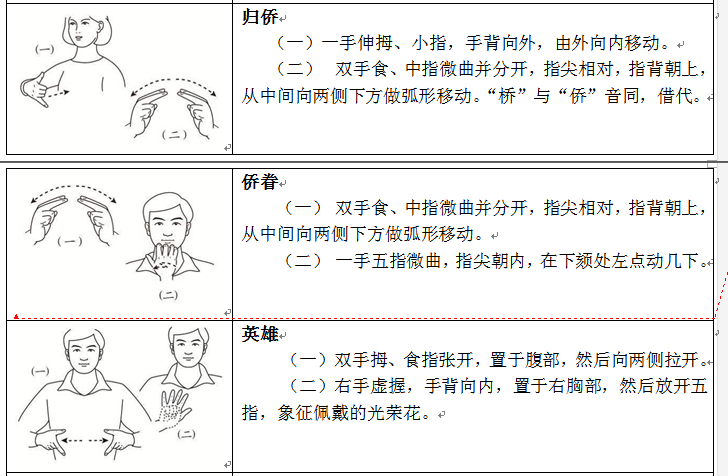 （一）
（二）
归侨
（一）一手伸拇、小指，手背向外，由外向内移动。
（二） 双手食、中指微曲并分开，指尖相对，指背朝上，
从中间向两侧下方做弧形移动。“桥”与“侨”音同，借代。
（一）
（二）
侨眷
（一） 双手食、中指微曲并分开，指尖相对，指背朝上，
从中间向两侧下方做弧形移动。
（二） 一手五指微曲，指尖朝内，在下颏处左点动几下。
（一）
（二）
英雄
（一）双手拇、食指张开，置于腹部，然后向两侧拉开。
（二）右手虚握，手背向内，置于右胸部，然后放开五
指，象征佩戴的光荣花。